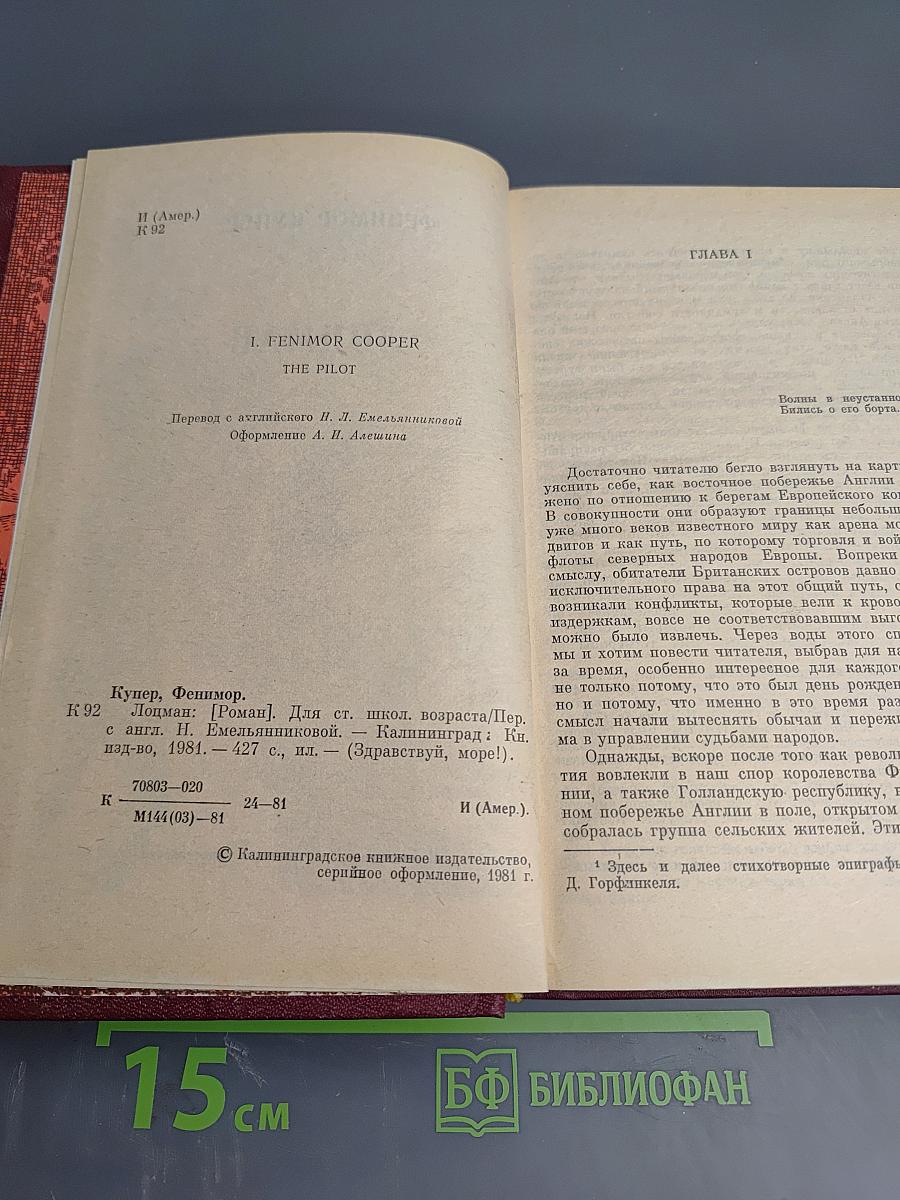 И (Амер.)
К 92
I. FENIMOR COOPER
THE PILOT
Перевод с английского И. Л. Емельянниковой
Оформление А. И. Алешина
Купер, Фенимор.
К 92 Лоцман: [Роман]. Для ст. школ. возраста/Пер.
с англ. Н. Емельянниковой. — Калининград: Кн.
изд-во, 1981. — 427 с., ил. — (Здравствуй, море!).
К 70803—020 24—81
М144(03)—81
И (Амер.).
© Калининградское книжное издательство,
серийное оформление, 1981 г.
ГЛАВА I
Волны в неустанно
Бились о его борта.
Достаточно читателю бегло взглянуть на карт
уяснить себе, как восточное побережье Англии
жено по отношению к берегам Европейского ко
В совокупности они образуют границы небольш
уже много веков известного миру как арена мо
двигов и как путь, по которому торговля и вой
флоты северных народов Европы. Вопреки
смыслу, обитатели Британских островов давно
исключительного права на этот общий путь, с
возникали конфликты, которые вели к крово
издержкам, вовсе не соответствовавшим выго
можно было извлечь. Через воды этого сп
мы и хотим повести читателя, выбрав для на
за время, особенно интересное для каждого
не только потому, что это был день рожден
но и потому, что именно в это время раз
смысл начали вытеснять обычаи и пережи
ма в управлении судьбами народов.
Однажды, вскоре после того как револю
тия вовлекли в наш спор королевства Ф
нии, а также Голландскую республику, в
ном побережье Англии в поле, открытом
собралась группа сельских жителей. Эти
1 Здесь и далее стихотворные эпиграфы
Д. Горфинкеля.
15 см
БФ БИБЛИОФАН